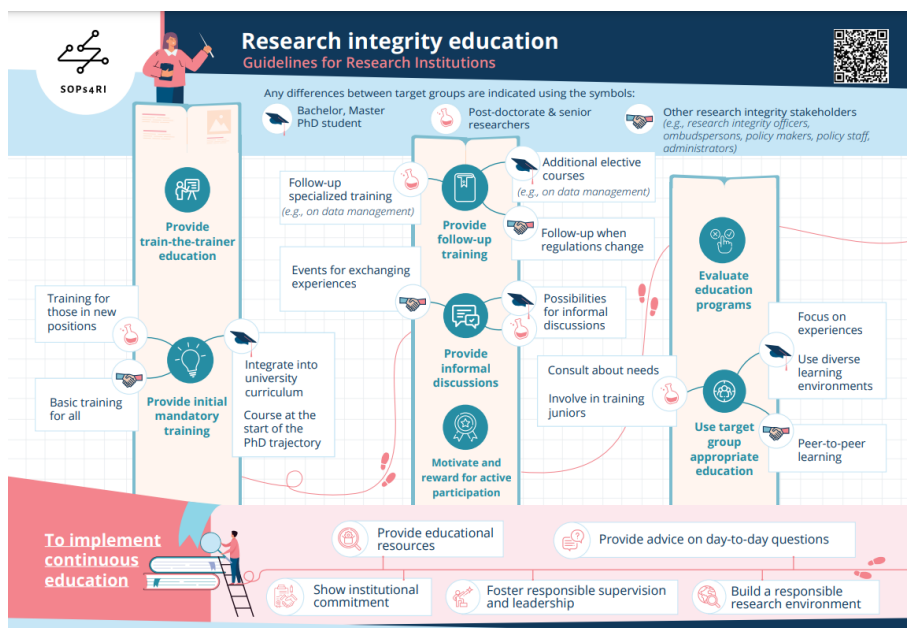 SOPs4RI
Research integrity education
Guidelines for Research Institutions
Any differences between target groups are indicated using the symbols:
Bachelor, Master
PhD student
Post-doctorate & senior
researchers
Other research integrity stakeholders
(e.g., research integrity officers,
ombudspersons, policy makers, policy staff,
administrators)
Provide
train-the-trainer
education
Training for
those in new
positions
Basic training
for all
Provide initial
mandatory
training
Integrate into
university
curriculum
Course at the
start of the
PhD trajectory
Follow-up
specialized training
(e.g., on data management)
Provide
follow-up
training
Additional elective
courses
(e.g., on data management)
Follow-up when
regulations change
Events for exchanging
experiences
Provide
informal
discussions
Possibilities
for informal
discussions
Motivate and
reward for active
participation
Evaluate
education
programs
Consult about needs
Involve in training
juniors
Use target
group
appropriate
education
Focus on
experiences
Use diverse
learning
environments
Peer-to-peer
learning
To implement
continuous
education
Provide educational
resources
Provide advice on day-to-day questions
Show institutional
commitment
Foster responsible supervision
and leadership
Build a responsible
research environment